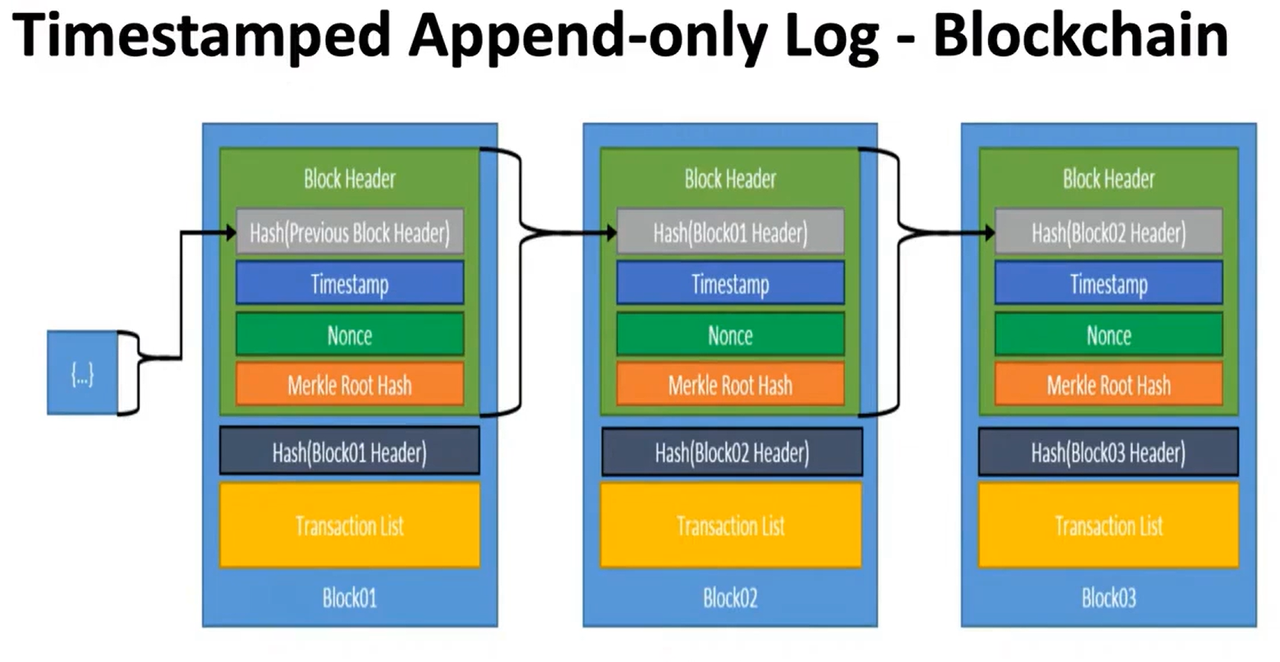 Timestamped Append-only Log - Blockchain
{...}
Block Header
Hash(Previous Block Header)
Timestamp
Nonce
Merkle Root Hash
Hash(Block01 Header)
Transaction List
Block01
Block Header
Hash(Block01 Header)
Timestamp
Nonce
Merkle Root Hash
Hash(Block02 Header)
Transaction List
Block02
Block Header
Hash(Block02 Header)
Timestamp
Nonce
Merkle Root Hash
Hash(Block03 Header)
Transaction List
Block03